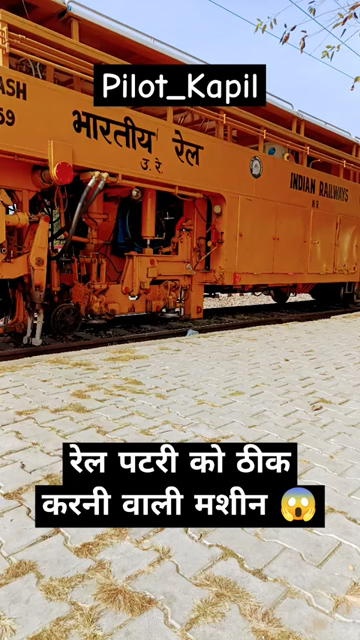 Pilot_Kapil
ASH
59
भारतीय रेल
उ. रे.
INDIAN RAILWAYS
N R
रेल पटरी को ठीक
करनी वाली मशीन 😱